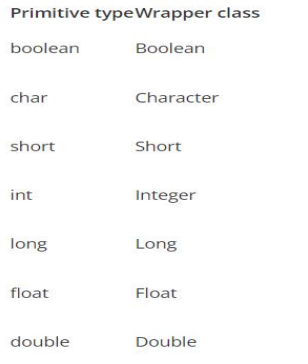 Primitive type Wrapper class
boolean Boolean
char Character
short Short
int Integer
long Long
float Float
double Double